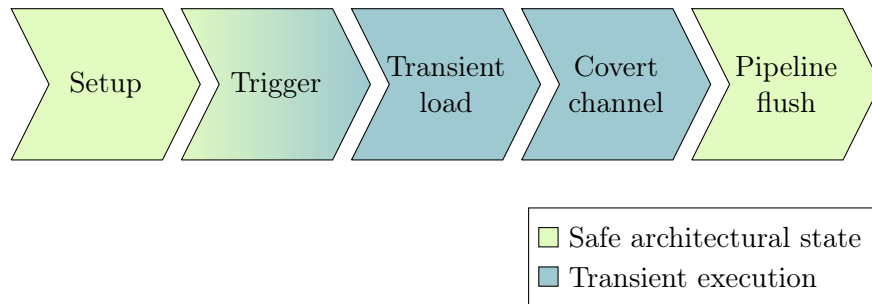 Setup
Trigger
Transient
load
Covert
channel
Pipeline
flush
Safe architectural state
Transient execution